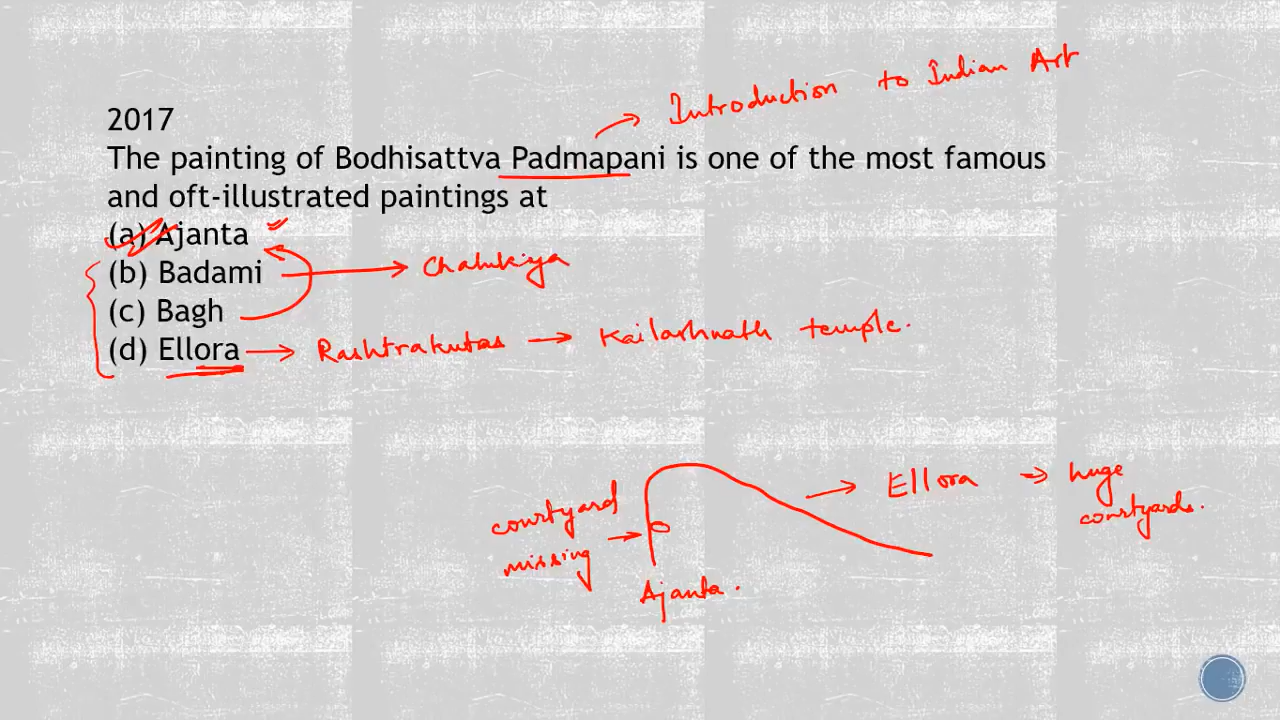 Introduction to Indian Art
2017
The painting of Bodhisattva Padmapani is one of the most famous
and oft-illustrated paintings at
(a) Ajanta
(b) Badami
Chalukiya
(c) Bagh
(d) Ellora
Rashtrakutas
Kailashnath temple.
courtyard
missing
Ajanta.
Ellora
huge
courtyards.